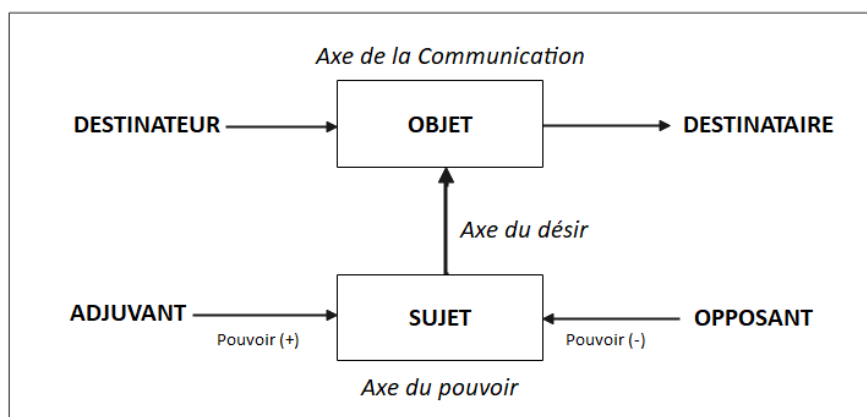 Axe de la Communication
DESTINATEUR
OBJET
DESTINATAIRE
Axe du désir
ADJUVANT
SUJET
OPPOSANT
Pouvoir (+)
Pouvoir (-)
Axe du pouvoir